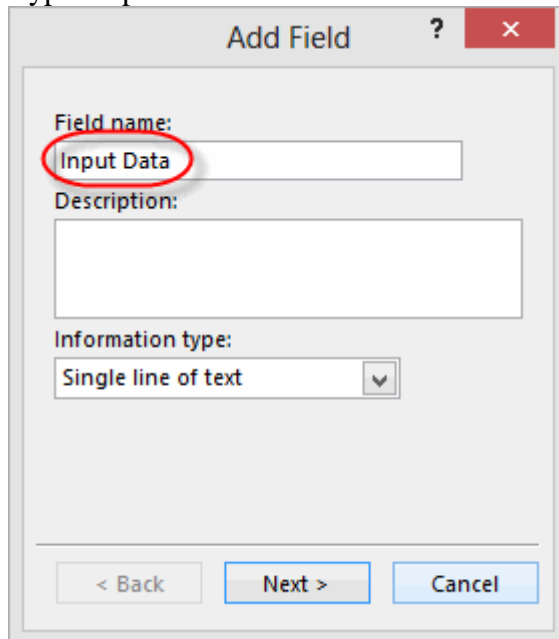 Add Field ? ×
Field name:
Input Data
Description:
Information type:
Single line of text
< Back Next > Cancel